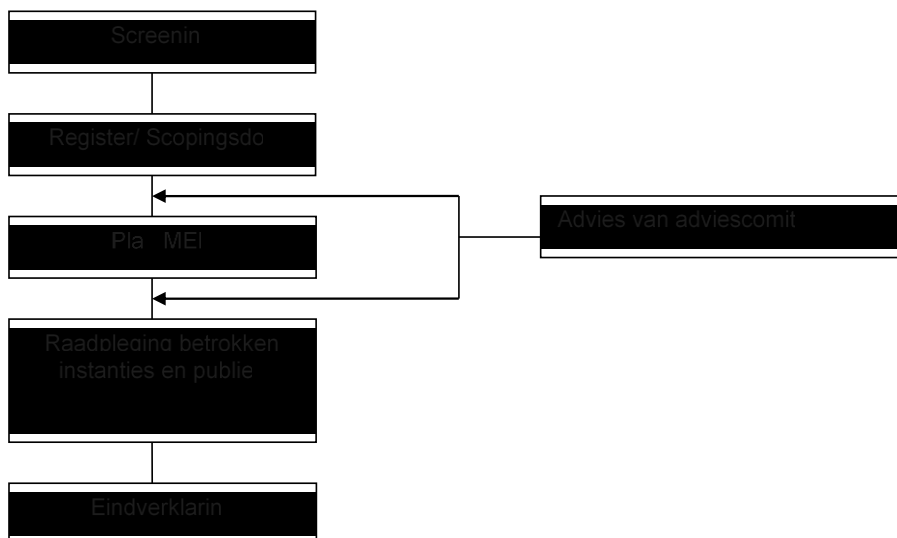 Screenin
Register/ Scopingsdo
Pla MEI
Advies van adviescomit
Raadpleging betrokken
instanties en publie
Eindverklarin